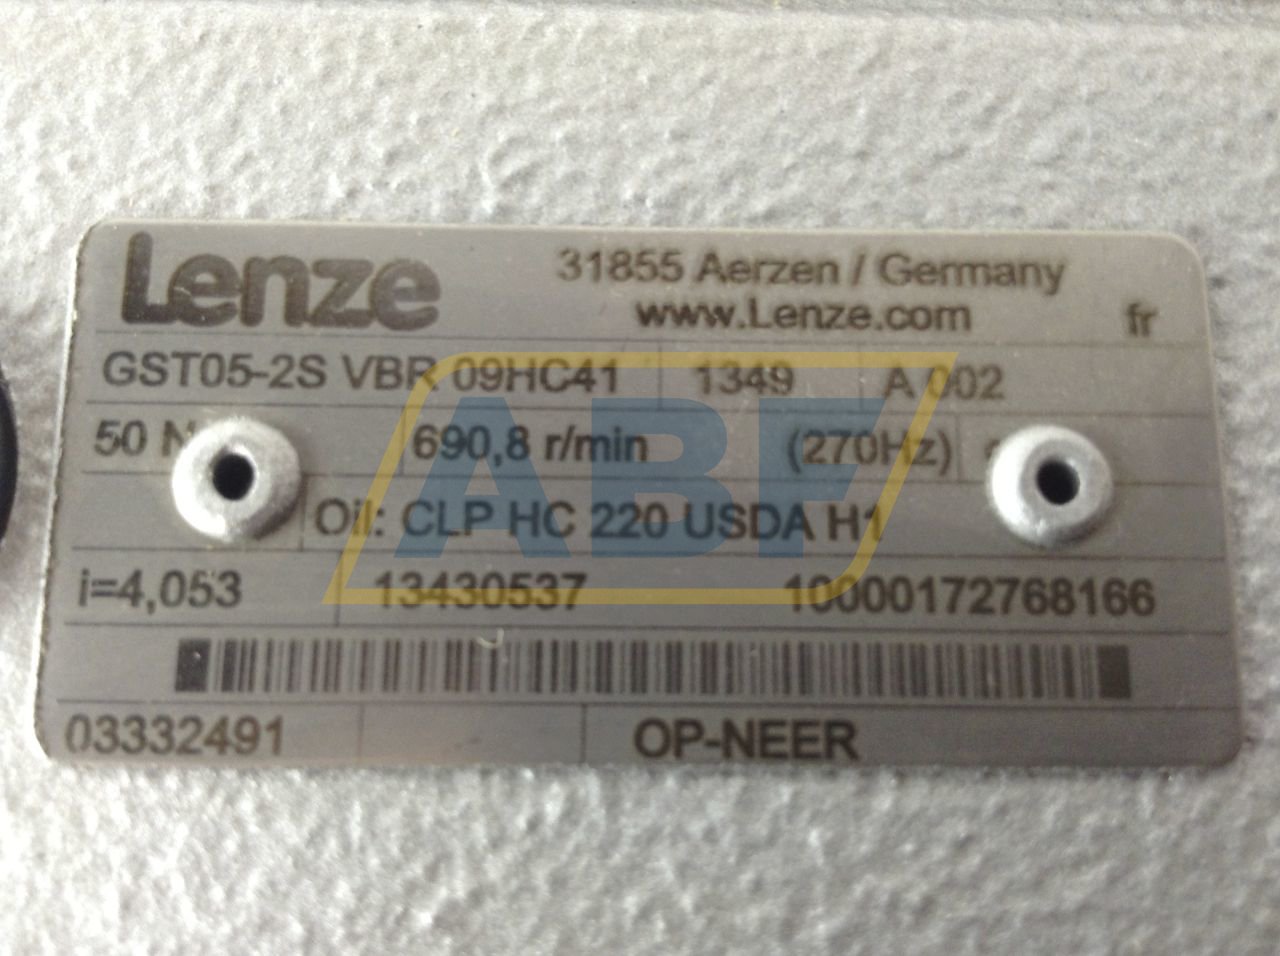 Lenze
31855 Aerzen / Germany
www.Lenze.com
fr
GST05-2S VBR 09HC41 1349 A 002
50 690,8 r/min (270Hz)
Oil: CLP HC 220 USDA H1
i=4,053 13430537 10000172768166
03332491 OP-NEER
ABF